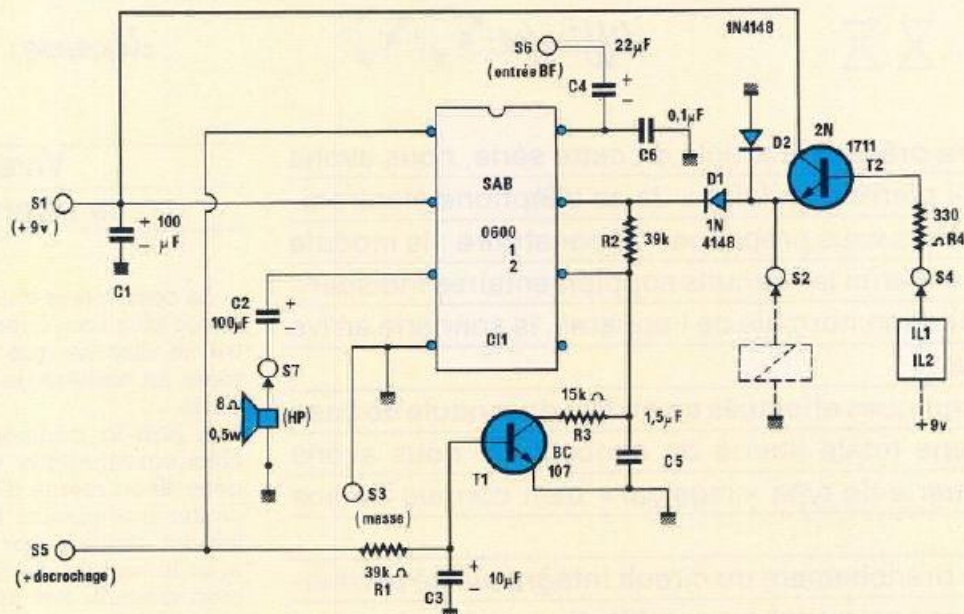 1N4148
S6
(entrée BF)
22µF
+
−
C4
0,1µF
C6
D2
2N
1711
T2
S1
(+ 9v)
+ 100
− µF
C1
SAB
0600
1
2
CI1
D1
1N
4148
R2
39k
330
Ω R4
S4
S2
IL1
IL2
+9v
C2
100µF
+
−
S7
8Ω
0,5w
(HP)
S3
(masse)
15k Ω
R3
BC
107
T1
1,5µF
C5
S5
(+ decrochage)
39k Ω
R1
+
−
10µF
C3